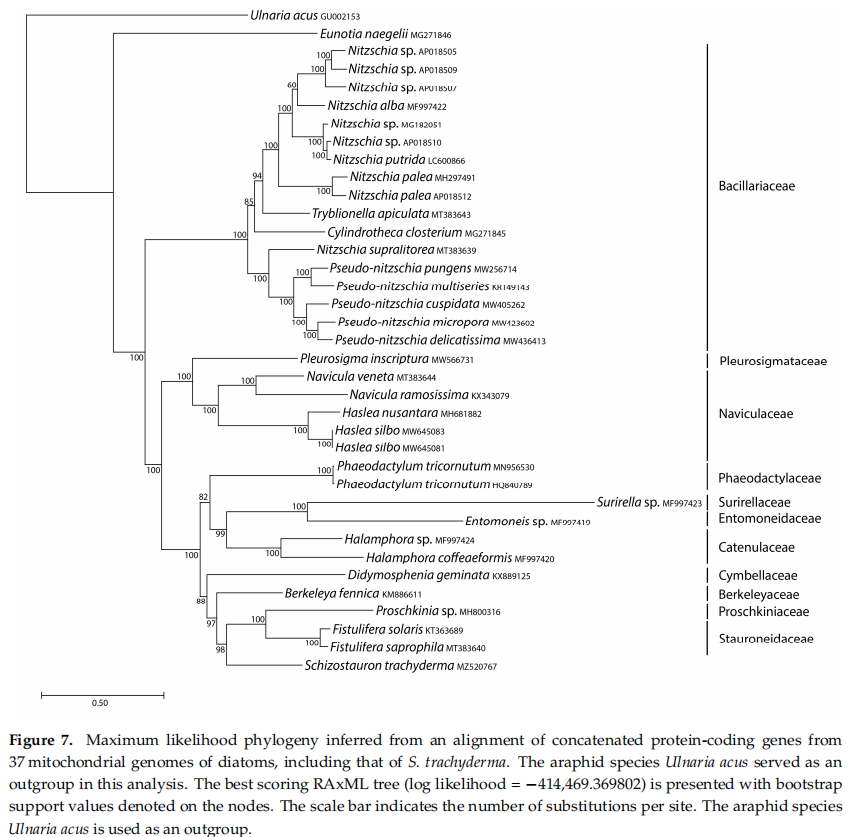 Ulnaria acus GU002153
Eunotia naegelii MG271846
100
Nitzschia sp. AP018505
100
Nitzschia sp. AP018509
60
Nitzschia sp. AP018507
100
Nitzschia alba MF997422
Nitzschia sp. MG182051
100
100
Nitzschia sp. AP018510
100
Nitzschia putrida LC600866
94
Nitzschia palea MH297491
100
Nitzschia palea AP018512
Bacillariaceae
85
Tryblionella apiculata MT383643
100
Cylindrotheca closterium MG271845
Nitzschia supralitorea MT383639
100
100
Pseudo-nitzschia pungens MW256714
Pseudo-nitzschia multiseries KR149143
100
Pseudo-nitzschia cuspidata MW405262
100
Pseudo-nitzschia micropora MW423602
100
Pseudo-nitzschia delicatissima MW436413
100
Pleurosigma inscriptura MW566731
Pleurosigmataceae
100
100
Navicula veneta MT383644
Navicula ramosissima KX343079
100
Haslea nusantara MH681882
Naviculaceae
100
Haslea silbo MW645083
100
Haslea silbo MW645081
100
Phaeodactylum tricornutum MN956530
100
Phaeodactylum tricornutum HQ840789
Phaeodactylaceae
82
100
Surirella sp. MF997423
Surirellaceae
Entomoneis sp. MF997419
Entomoneidaceae
99
Halamphora sp. MF997424
100
100
Halamphora coffeaeformis MF997420
Catenulaceae
Didymosphenia geminata KX889125
Cymbellaceae
88
Berkeleya fennica KM886611
Berkeleyaceae
97
100
Proschkinia sp. MH800316
Proschkiniaceae
Fistulifera solaris KT363689
100
Fistulifera saprophila MT383640
Stauroneidaceae
98
Schizostauron trachyderma MZ520767
0.50
Figure 7. Maximum likelihood phylogeny inferred from an alignment of concatenated protein-coding genes from
37 mitochondrial genomes of diatoms, including that of S. trachyderma. The araphid species Ulnaria acus served as an
outgroup in this analysis. The best scoring RAxML tree (log likelihood = −414,469.369802) is presented with bootstrap
support values denoted on the nodes. The scale bar indicates the number of substitutions per site. The araphid species
Ulnaria acus is used as an outgroup.